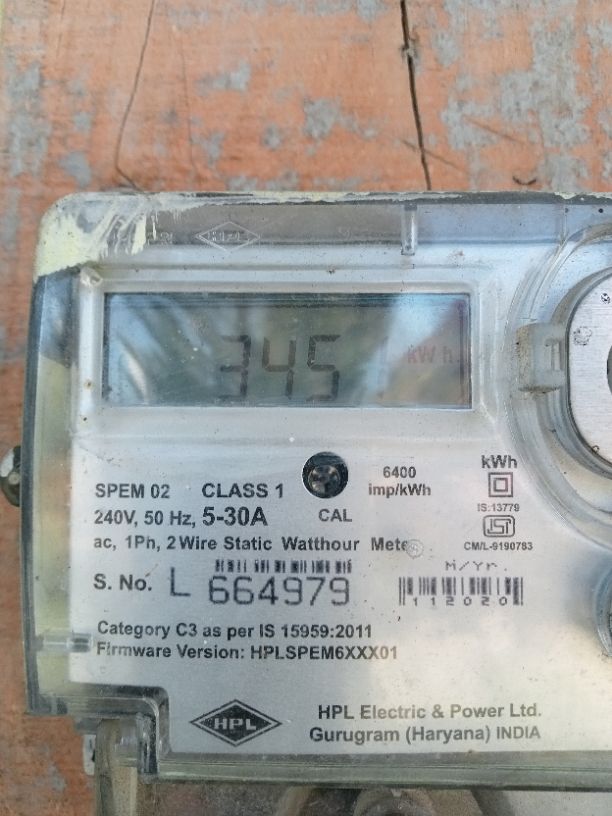 HPL
345 kWh
SPEM 02 CLASS 1
6400 imp/kWh
kWh
240V, 50 Hz, 5-30A
CAL
IS:13779
ac, 1Ph, 2 Wire Static Watthour Meter
CM/L-9190783
S. No. L 664979
M/Yr.
112020
Category C3 as per IS 15959:2011
Firmware Version: HPLSPEM6XXX01
HPL
HPL Electric & Power Ltd.
Gurugram (Haryana) INDIA